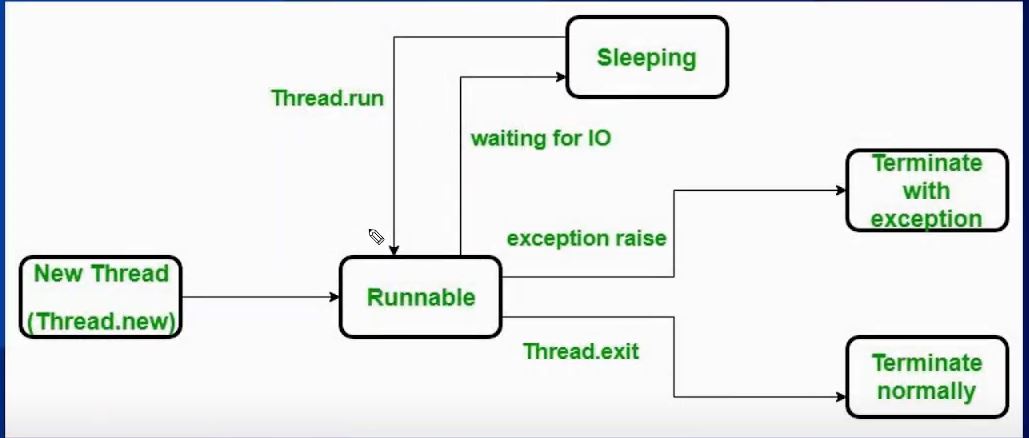 Sleeping
Thread.run
waiting for IO
Terminate
with
exception
exception raise
New Thread
(Thread.new)
Runnable
Thread.exit
Terminate
normally